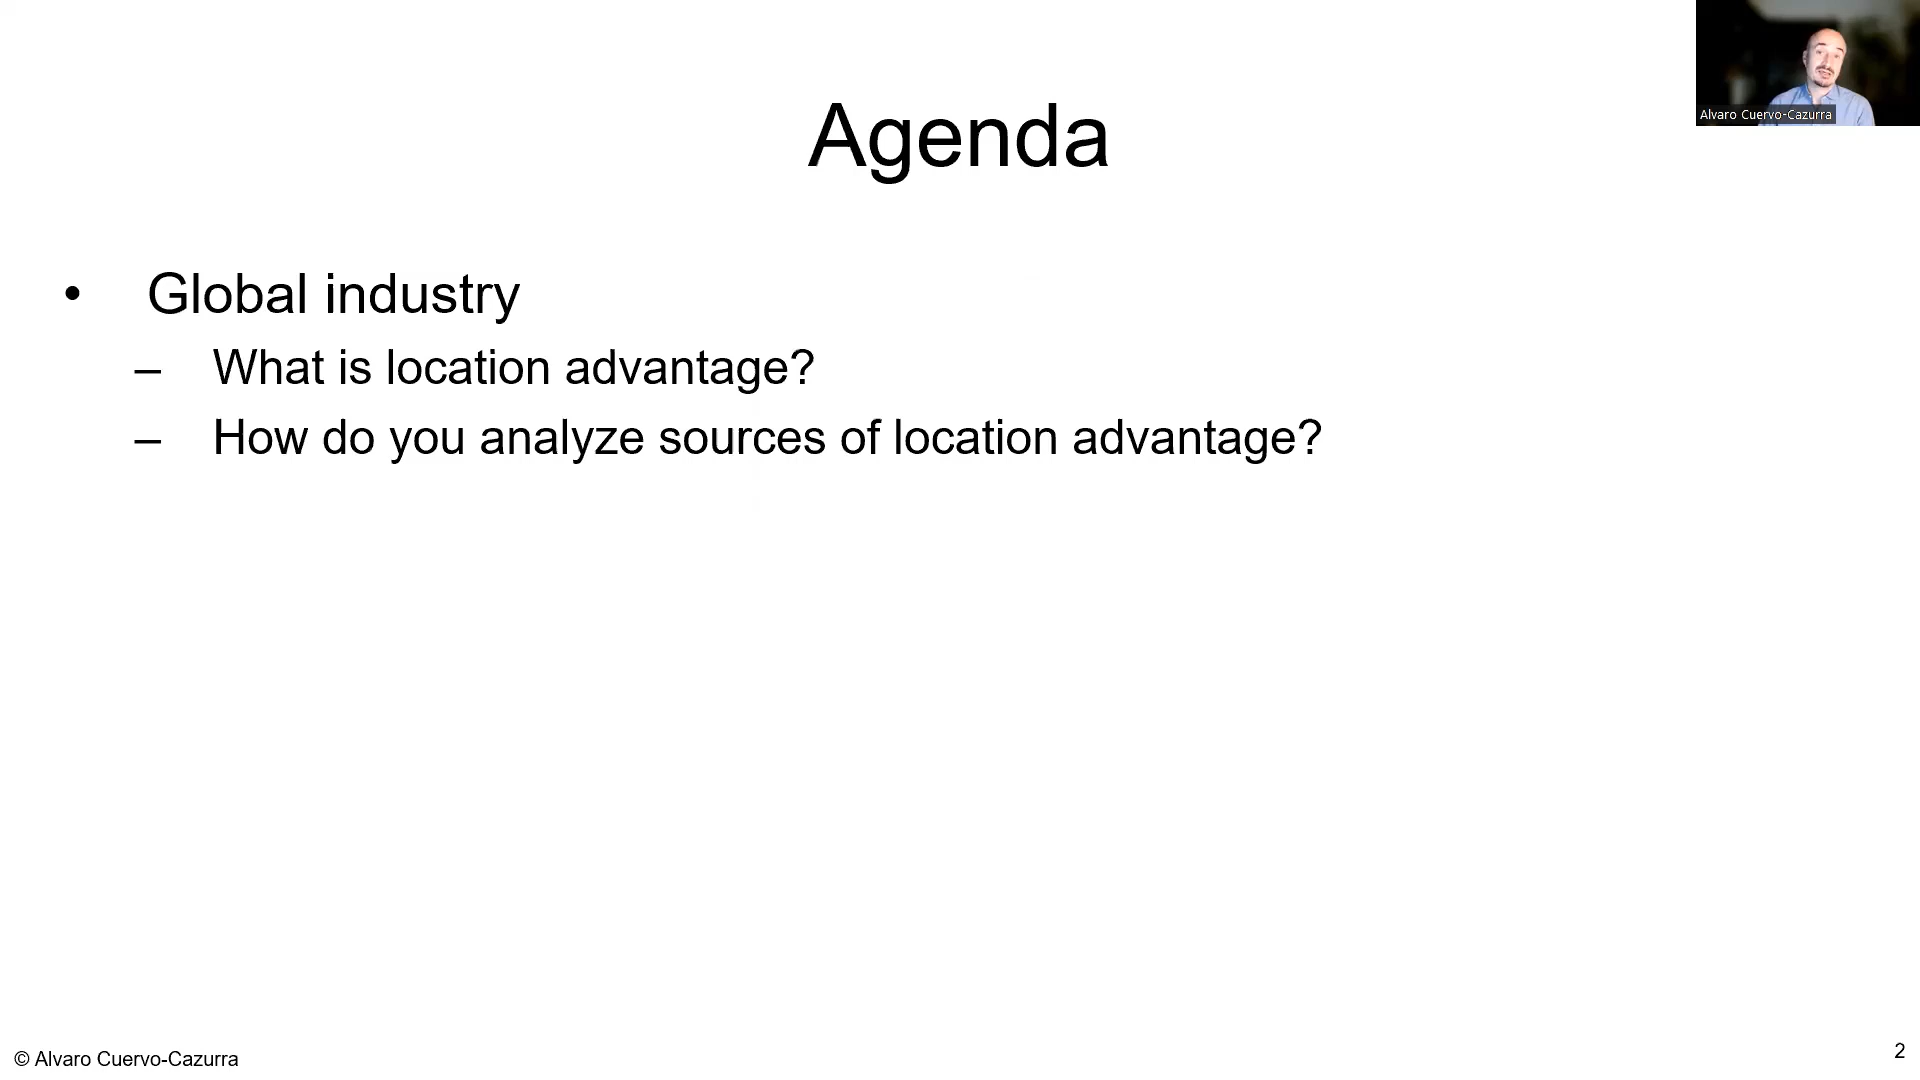 Alvaro Cuervo-Cazurra
Agenda
• Global industry
– What is location advantage?
– How do you analyze sources of location advantage?
© Alvaro Cuervo-Cazurra
2